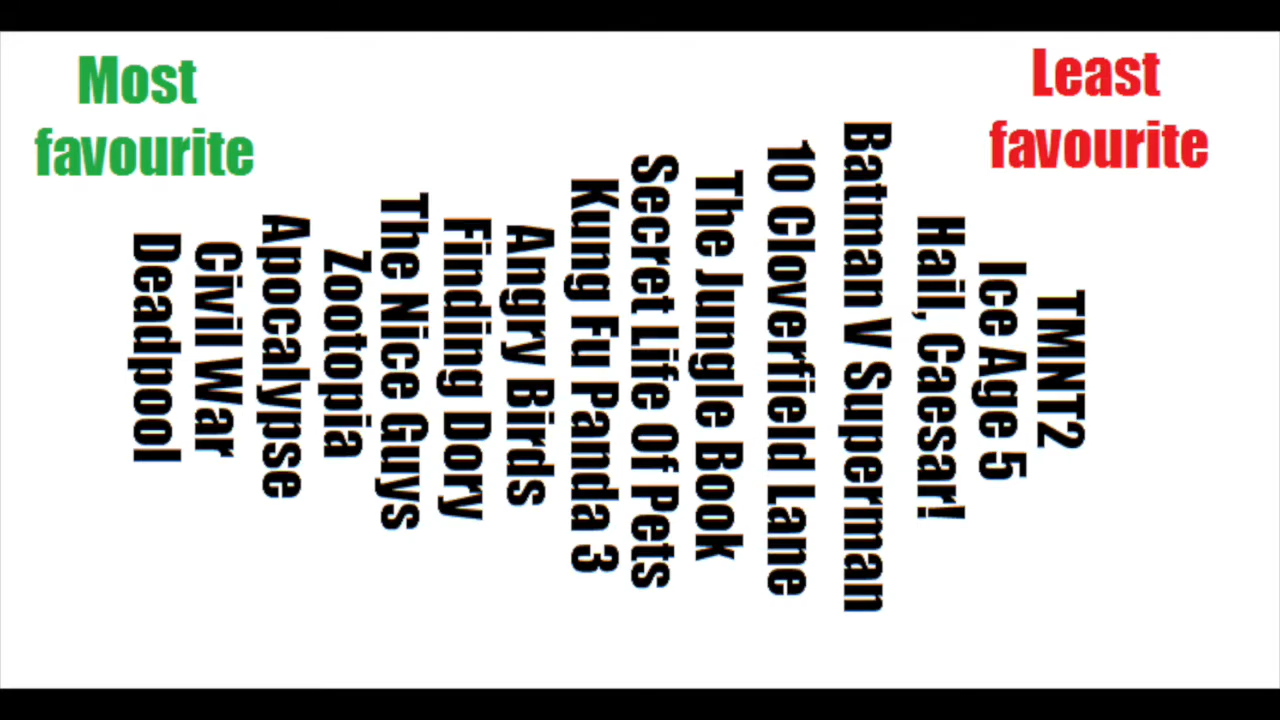 Most
favourite
Least
favourite
Deadpool
Civil War
Apocalypse
Zootopia
The Nice Guys
Finding Dory
Angry Birds
Kung Fu Panda 3
Secret Life Of Pets
The Jungle Book
10 Cloverfield Lane
Batman V Superman
Hail, Caesar!
Ice Age 5
TMNT2